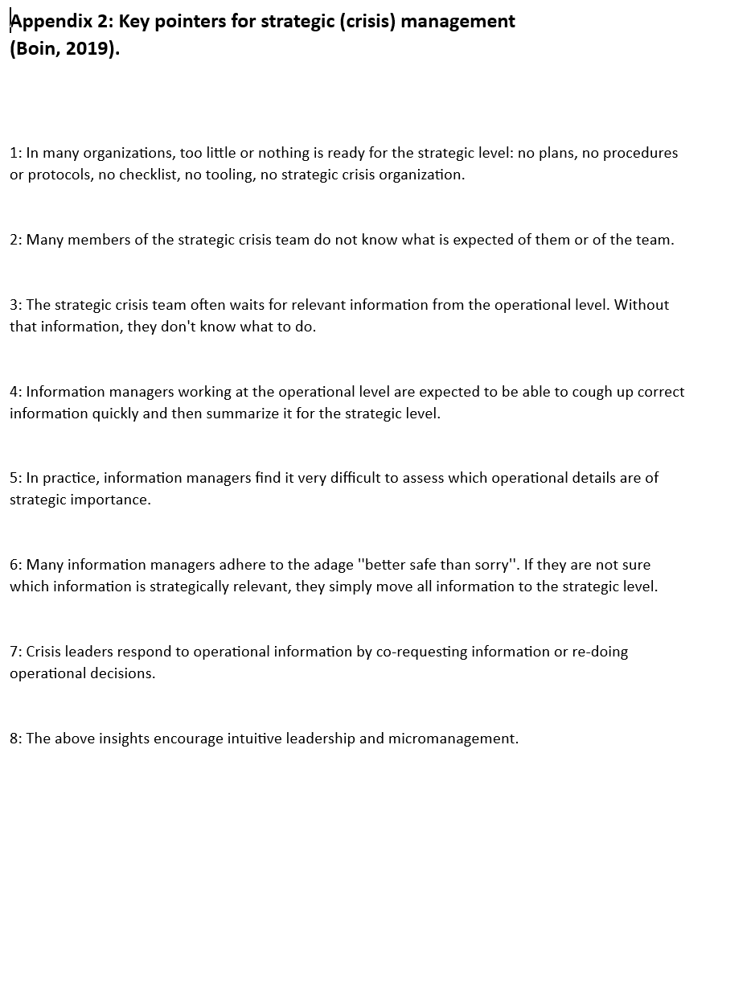 Appendix 2: Key pointers for strategic (crisis) management
(Boin, 2019).
1: In many organizations, too little or nothing is ready for the strategic level: no plans, no procedures
or protocols, no checklist, no tooling, no strategic crisis organization.
2: Many members of the strategic crisis team do not know what is expected of them or of the team.
3: The strategic crisis team often waits for relevant information from the operational level. Without
that information, they don't know what to do.
4: Information managers working at the operational level are expected to be able to cough up correct
information quickly and then summarize it for the strategic level.
5: In practice, information managers find it very difficult to assess which operational details are of
strategic importance.
6: Many information managers adhere to the adage "better safe than sorry". If they are not sure
which information is strategically relevant, they simply move all information to the strategic level.
7: Crisis leaders respond to operational information by co-requesting information or re-doing
operational decisions.
8: The above insights encourage intuitive leadership and micromanagement.